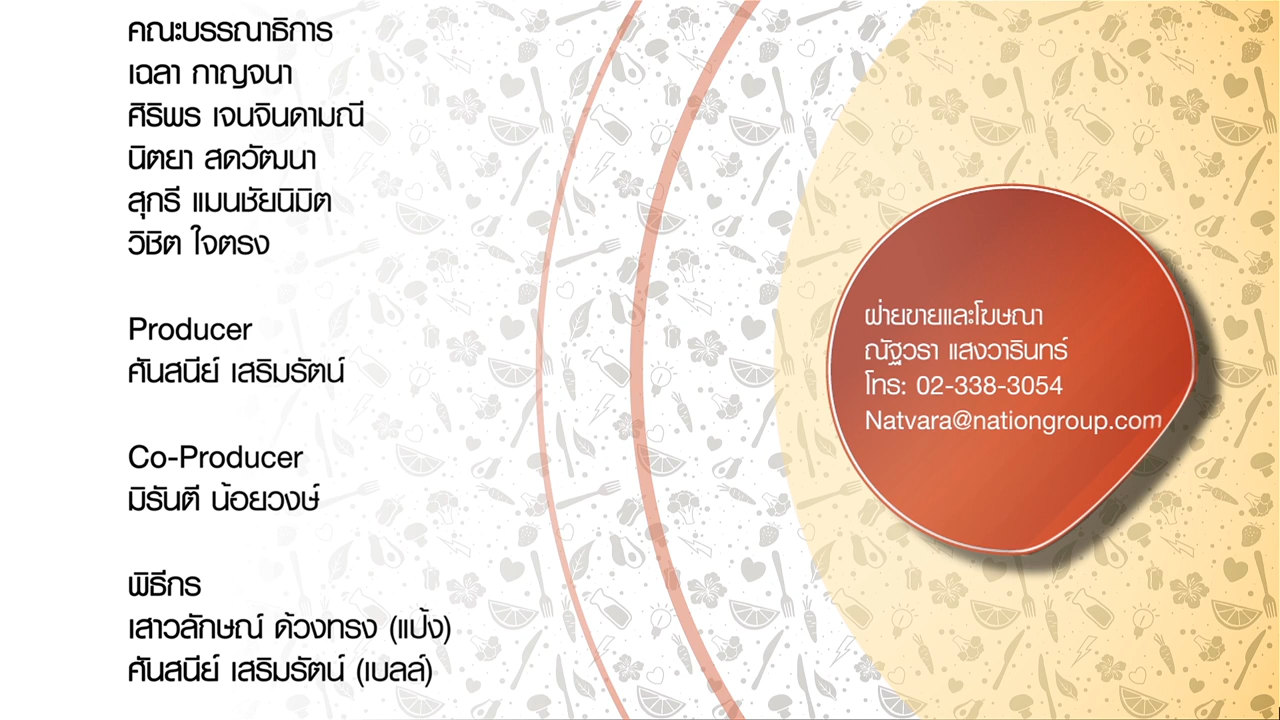 คณะบรรณาธิการ
เฉลา กาญจนา
ศิริพร เจนจินดามณี
นิตยา สดวัฒนา
สุกรี แมนชัยนิมิต
วิชิต ใจตรง
Producer
ศันสนีย์ เสริมรัตน์
Co-Producer
มิรันตี น้อยวงษ์
พิธีกร
เสาวลักษณ์ ด้วงทรง (แป้ง)
ศันสนีย์ เสริมรัตน์ (เบลล์)
ฝ่ายขายและโฆษณา
ณัฐวรา แสงวารินทร์
โทร: 02-338-3054
Natvara@nationgroup.com